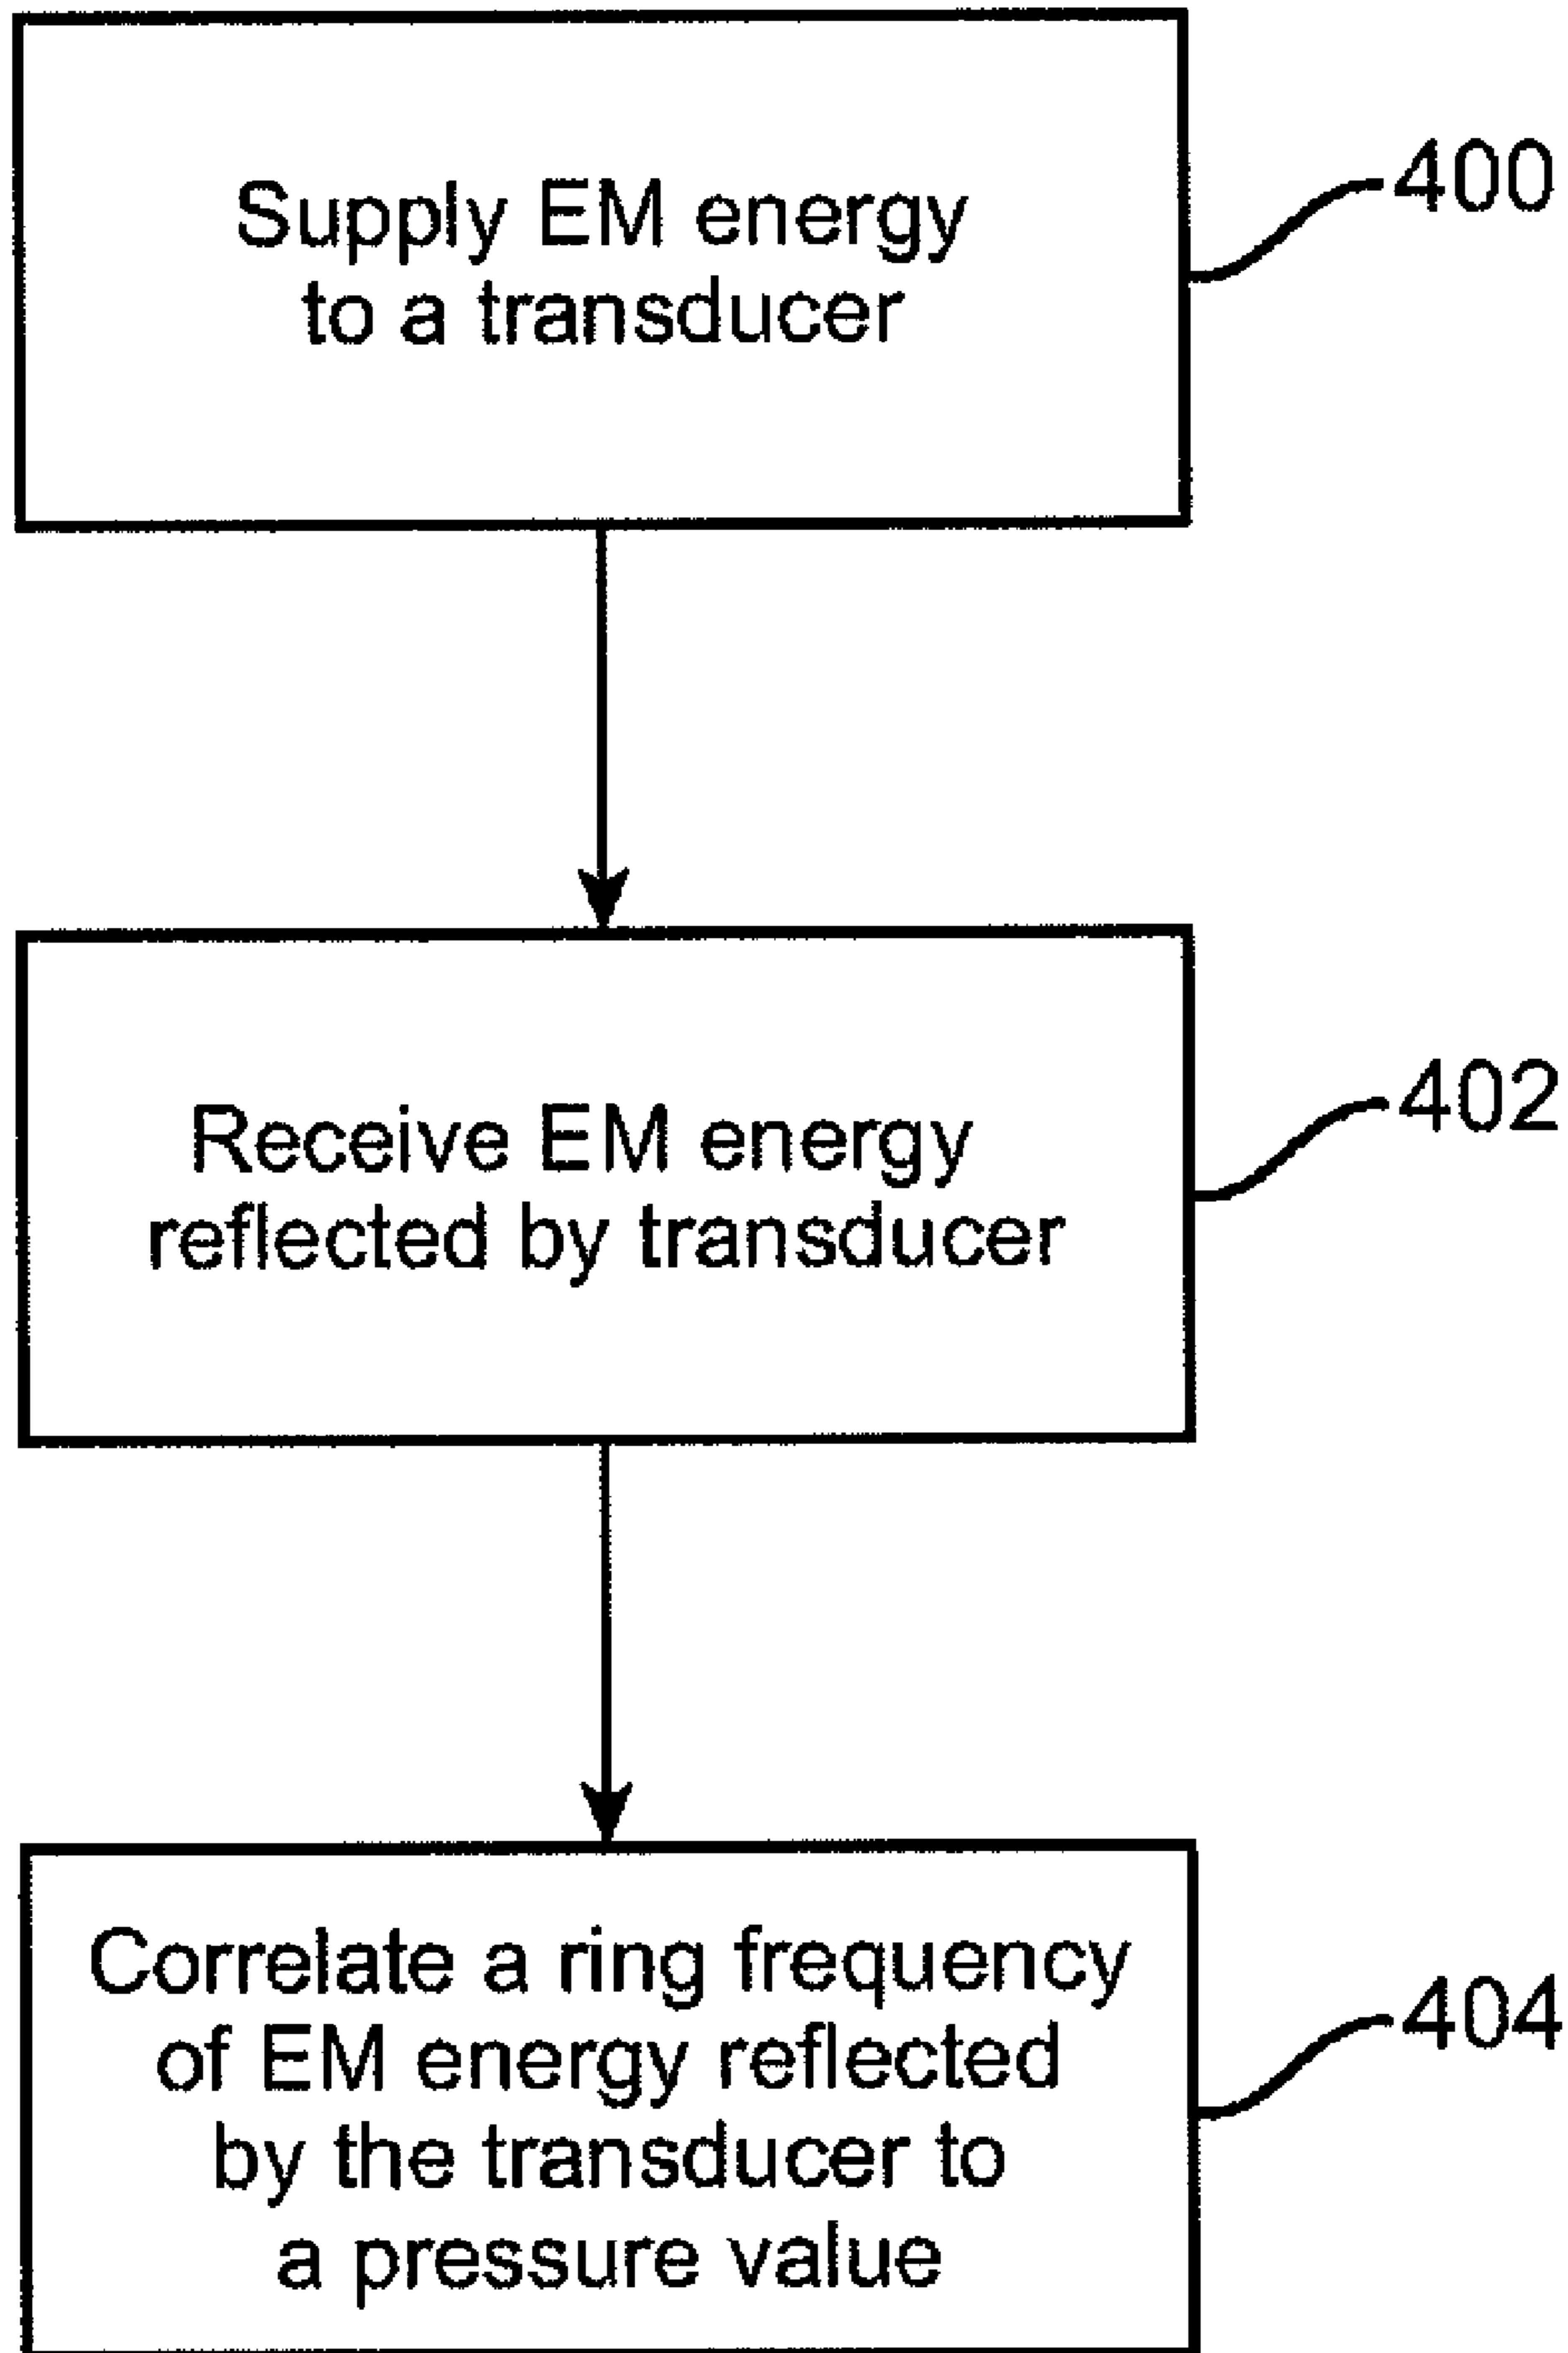 Supply EM energy
to a transducer
400
Receive EM energy
reflected by transducer
402
Correlate a ring frequency
of EM energy reflected
by the transducer to
a pressure value
404